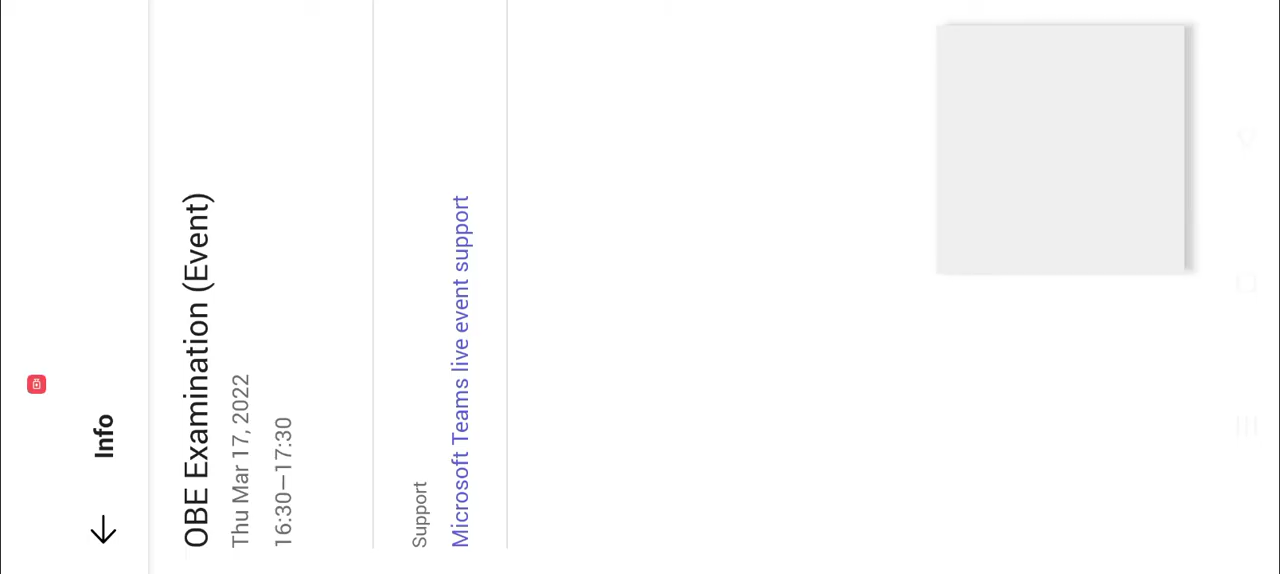 Info
OBE Examination (Event)
Thu Mar 17, 2022
16:30–17:30
Support
Microsoft Teams live event support